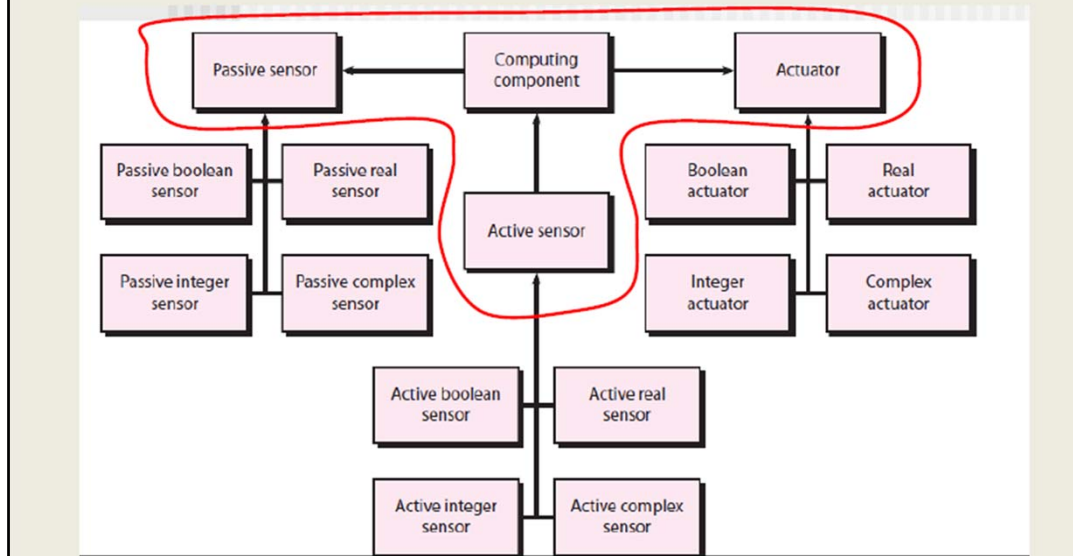 Passive sensor
Computing
component
Actuator
Passive boolean
sensor
Passive real
sensor
Boolean
actuator
Real
actuator
Active sensor
Passive integer
sensor
Passive complex
sensor
Integer
actuator
Complex
actuator
Active boolean
sensor
Active real
sensor
Active integer
sensor
Active complex
sensor